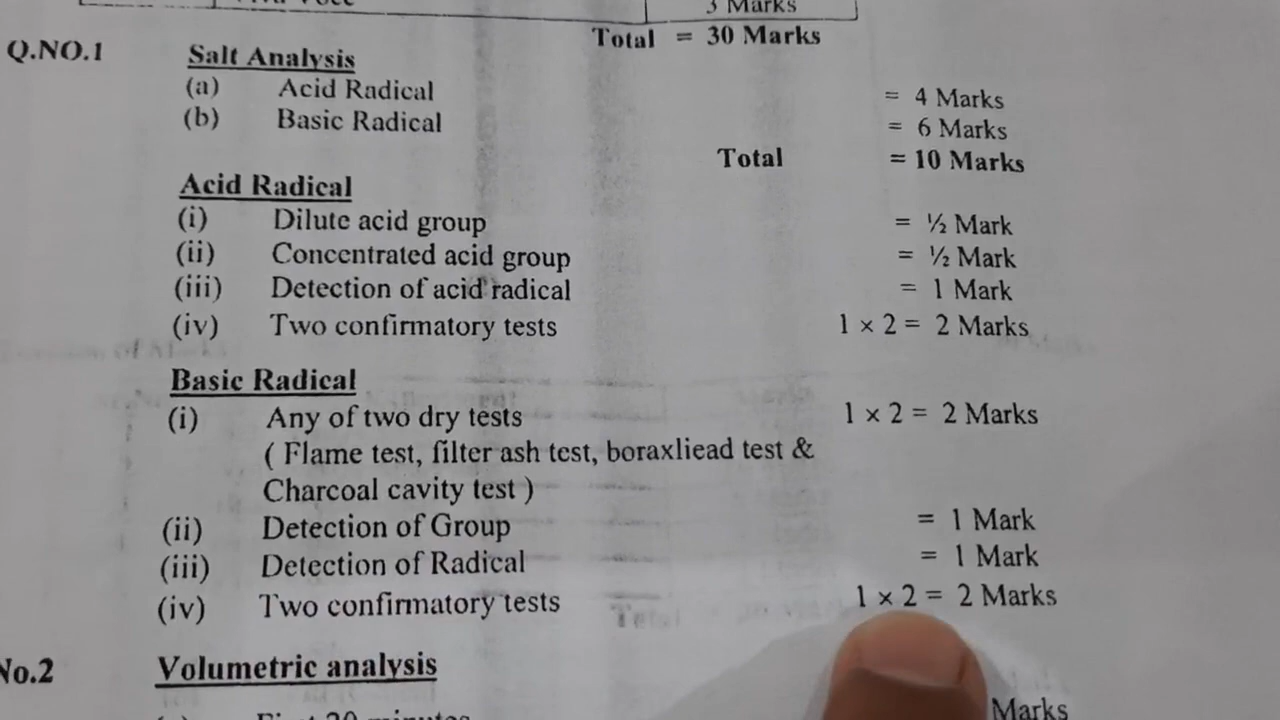 3 Marks
Total = 30 Marks
Q.NO.1 Salt Analysis
(a) Acid Radical = 4 Marks
(b) Basic Radical = 6 Marks
Total = 10 Marks
Acid Radical
(i) Dilute acid group = ½ Mark
(ii) Concentrated acid group = ½ Mark
(iii) Detection of acid radical = 1 Mark
(iv) Two confirmatory tests 1 × 2 = 2 Marks
Basic Radical
(i) Any of two dry tests 1 × 2 = 2 Marks
( Flame test, filter ash test, boraxliead test &
Charcoal cavity test )
(ii) Detection of Group = 1 Mark
(iii) Detection of Radical = 1 Mark
(iv) Two confirmatory tests 1 × 2 = 2 Marks
No.2 Volumetric analysis
Marks